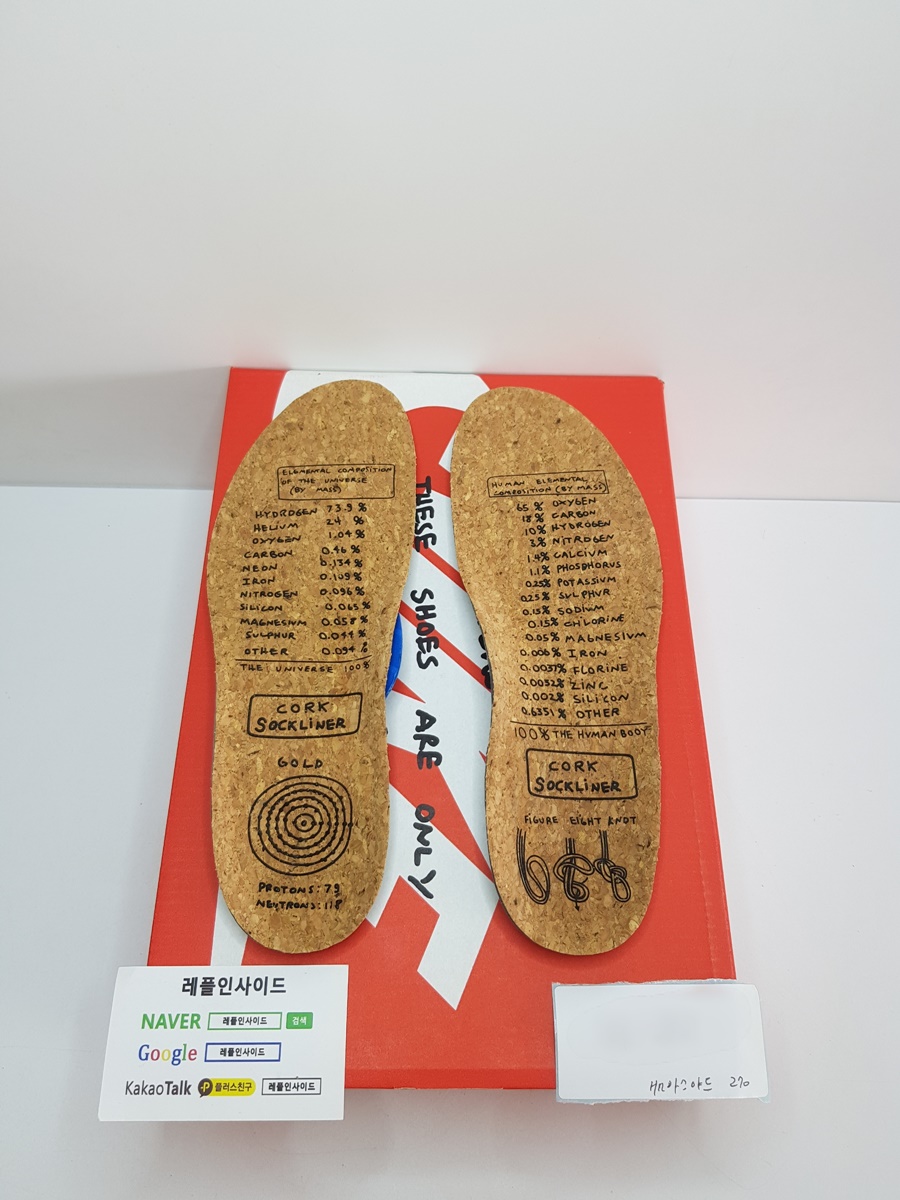 ELEMENTAL COMPOSITION
OF THE UNIVERSE
(BY MASS)
HYDROGEN 73.9 %
HELIUM 24 %
OXYGEN 1.04 %
CARBON 0.46 %
NEON 0.134 %
IRON 0.109 %
NITROGEN 0.096 %
SILICON 0.065 %
MAGNESIUM 0.058 %
SULPHUR 0.044 %
OTHER 0.094 %
THE UNIVERSE 100%
CORK
SOCKLINER
GOLD
PROTONS: 79
NEUTRONS: 118
THESE SHOES ARE ONLY
HUMAN ELEMENTAL
COMPOSITION (BY MASS)
65 % OXYGEN
18 % CARBON
10% HYDROGEN
3% NITROGEN
1.4% CALCIUM
1.1% PHOSPHORUS
0.25% POTASSIUM
0.25% SULPHUR
0.15% SODIUM
0.15% CHLORINE
0.05% MAGNESIUM
0.006% IRON
0.0037% FLORINE
0.0032% ZINC
0.002% SILICON
0.6351% OTHER
100% THE HUMAN BODY
CORK
SOCKLINER
FIGURE EIGHT KNOT
레플인사이드
NAVER 레플인사이드 검색
Google 레플인사이드
KakaoTalk P 플러스친구 레플인사이드
270